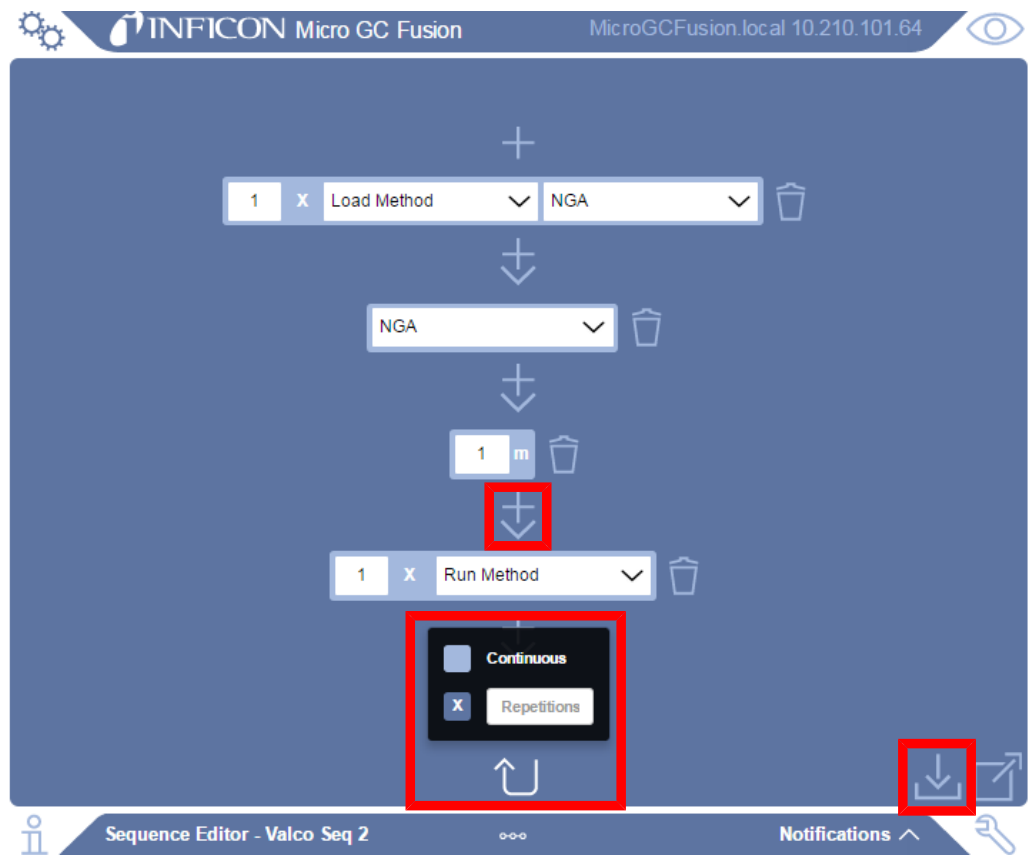 INFICON Micro GC Fusion MicroGCFusion.local 10.210.101.64
1 X Load Method NGA
NGA
1 m
1 X Run Method
Continuous
X Repetitions
Sequence Editor - Valco Seq 2 Notifications